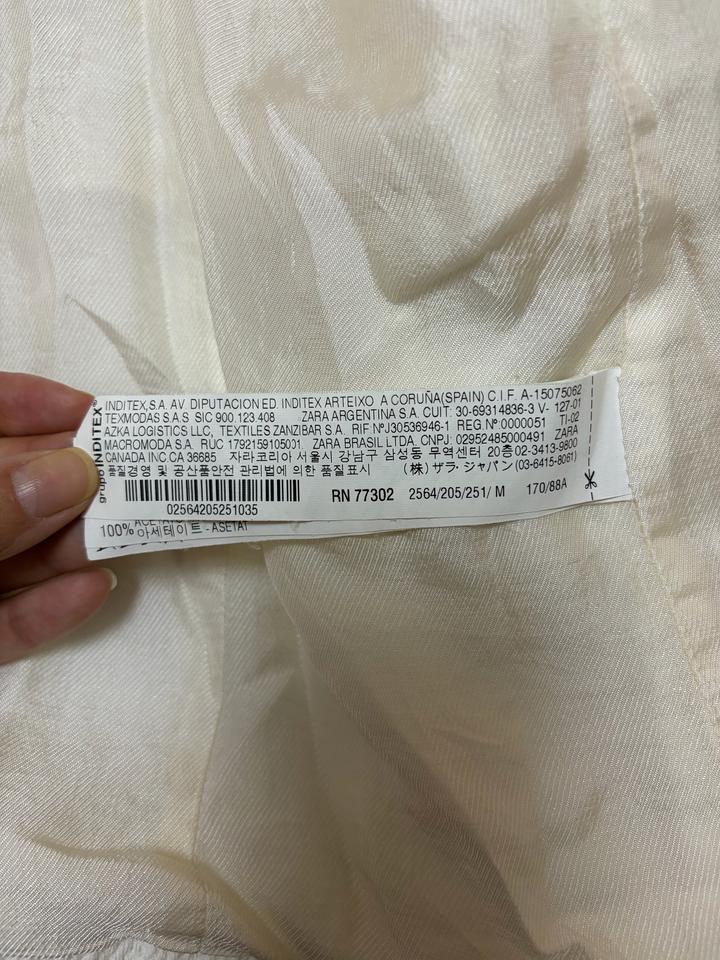 grupo INDITEX®
INDITEX,S.A. AV. DIPUTACION ED. INDITEX ARTEIXO A CORUÑA(SPAIN) C.I.F. A-15075062
TEXMODAS S.A.S SIC 900.123.408 ZARA ARGENTINA S.A. CUIT: 30-69314836-3 V- 127-01
AZKA LOGISTICS LLC, TEXTILES ZANZIBAR S.A. RIF NºJ30536946-1 REG Nº 0000051 TI-02
MACROMODA S.A. RUC 1792159105001. ZARA BRASIL LTDA. CNPJ: 02952485000491 ZARA
CANADA INC.CA 36685 자라코리아 서울시 강남구 삼성동 무역센터 20층02-3413-9800
품질경영 및 공산품안전 관리법에 의한 품질표시 (株) ザラ・ジャパン(03-6415-8061)
RN 77302 2564/205/251/ M 170/88A
02564205251035
100%
아세테이트 - ASETAT